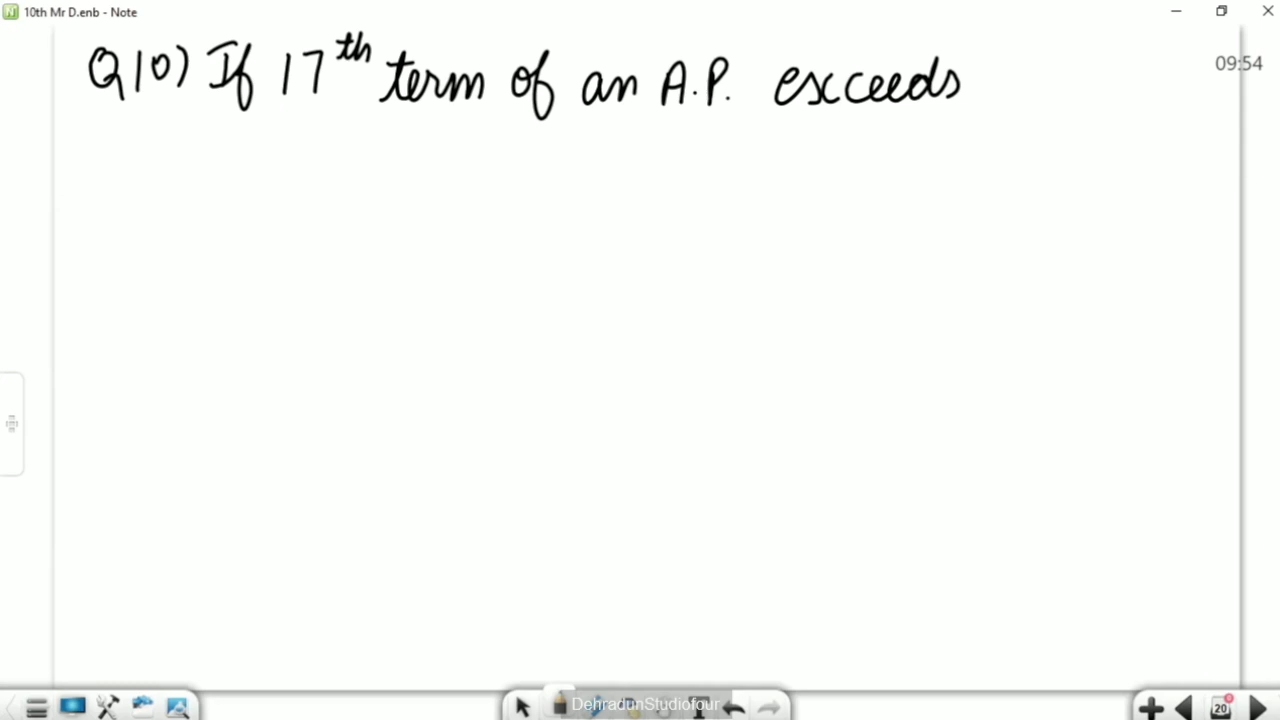 10th Mr D.enb - Note
09:54
Q10) If 17th term of an A.P. exceeds
DehradunStudiofour
20